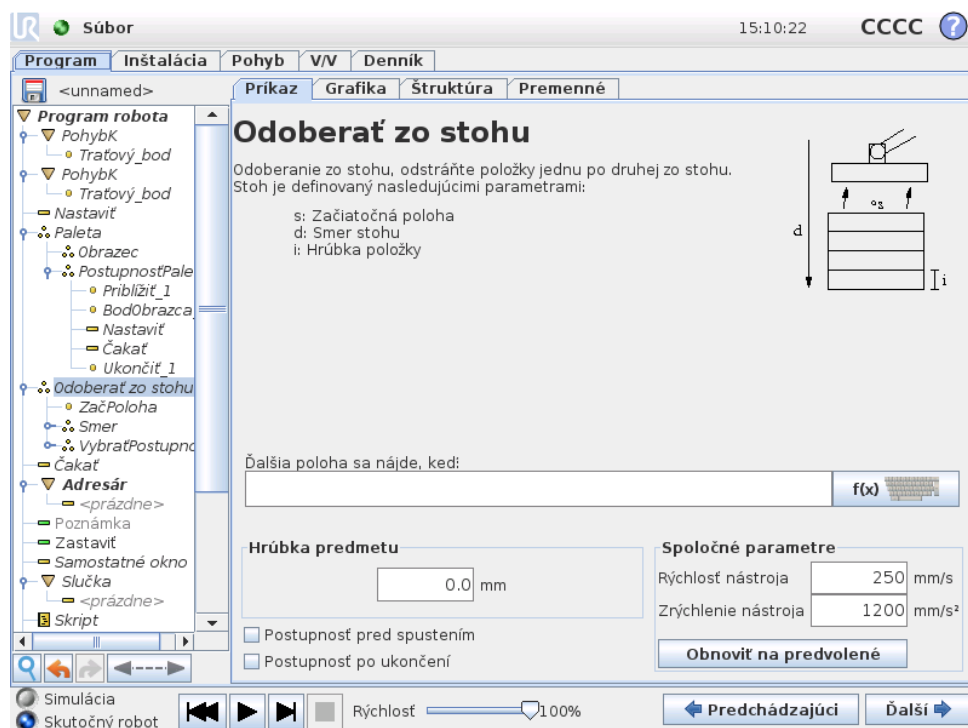 UR Súbor 15:10:22 CCCC ?
Program Inštalácia Pohyb V/V Denník
<unnamed>
Príkaz Grafika Štruktúra Premenné
Program robota
PohybK
Traťový_bod
PohybK
Traťový_bod
Nastaviť
Paleta
Obrazec
PostupnosťPale
Priblížiť_1
BodObrazca
Nastaviť
Čakať
Ukončiť_1
Odoberať zo stohu
ZačPoloha
Smer
VybraťPostupno
Čakať
Adresár
<prázdne>
Poznámka
Zastaviť
Samostatné okno
Slučka
<prázdne>
Skript
Odoberať zo stohu
Odoberanie zo stohu, odstráňte položky jednu po druhej zo stohu.
Stoh je definovaný nasledujúcimi parametrami:
s: Začiatočná poloha
d: Smer stohu
i: Hrúbka položky
s
d
i
Ďalšia poloha sa nájde, keď:
f(x)
Hrúbka predmetu
0.0 mm
Postupnosť pred spustením
Postupnosť po ukončení
Spoločné parametre
Rýchlosť nástroja 250 mm/s
Zrýchlenie nástroja 1200 mm/s²
Obnoviť na predvolené
Simulácia
Skutočný robot
Rýchlosť 100%
Predchádzajúci
Ďalší